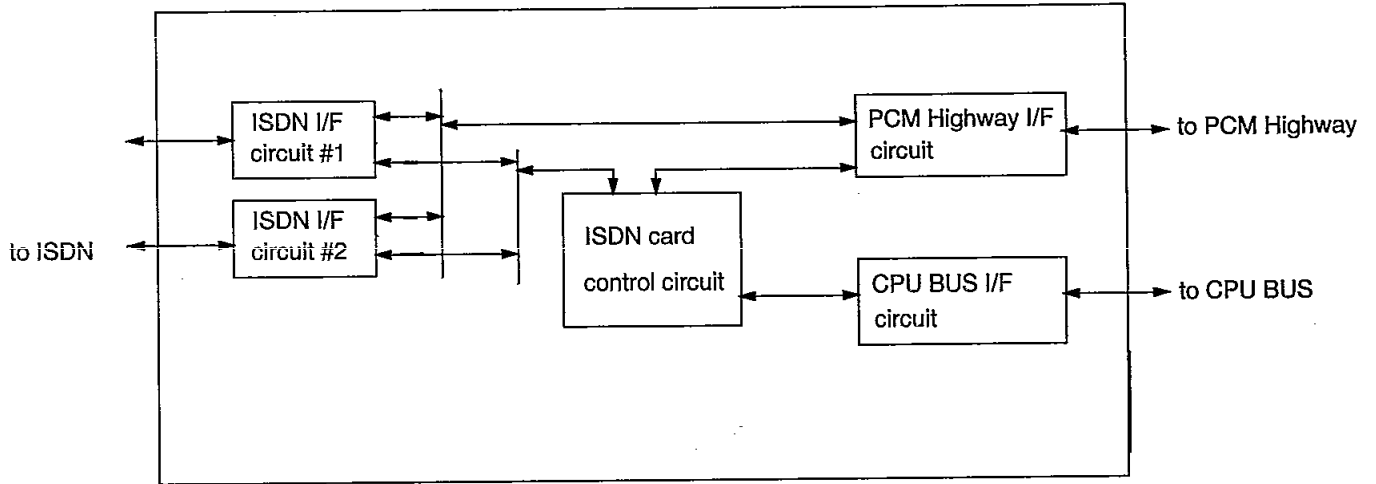 ISDN I/F
circuit #1
PCM Highway I/F
circuit
to PCM Highway
ISDN I/F
circuit #2
to ISDN
ISDN card
control circuit
CPU BUS I/F
circuit
to CPU BUS